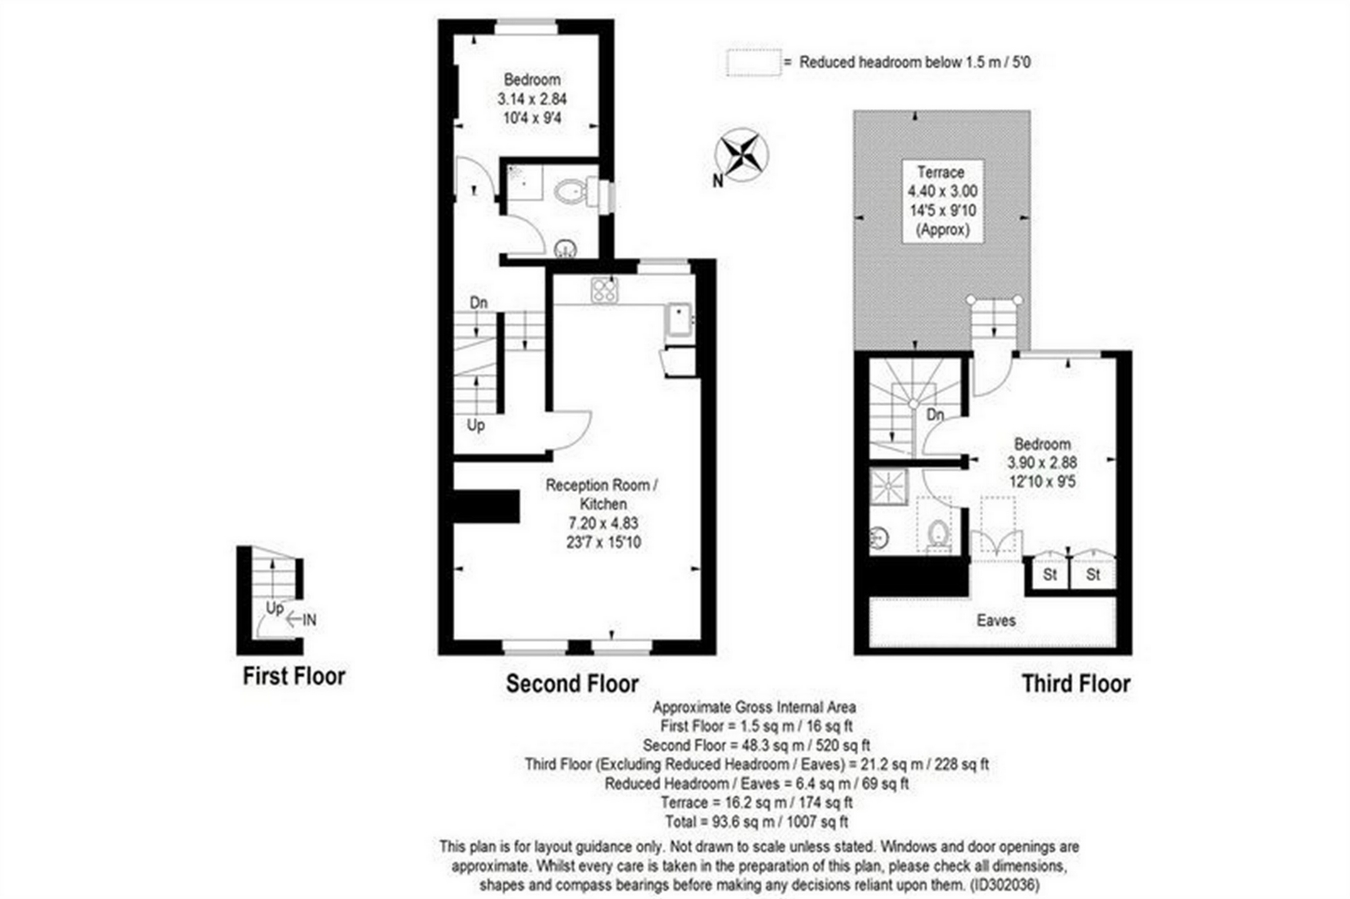 = Reduced headroom below 1.5 m / 5'0
Bedroom
3.14 x 2.84
10'4 x 9'4
N
Terrace
4.40 x 3.00
14'5 x 9'10
(Approx)
Dn
Up
Reception Room /
Kitchen
7.20 x 4.83
23'7 x 15'10
Dn
Bedroom
3.90 x 2.88
12'10 x 9'5
St
St
Eaves
Up
IN
First Floor
Second Floor
Third Floor
Approximate Gross Internal Area
First Floor = 1.5 sq m / 16 sq ft
Second Floor = 48.3 sq m / 520 sq ft
Third Floor (Excluding Reduced Headroom / Eaves) = 21.2 sq m / 228 sq ft
Reduced Headroom / Eaves = 6.4 sq m / 69 sq ft
Terrace = 16.2 sq m / 174 sq ft
Total = 93.6 sq m / 1007 sq ft
This plan is for layout guidance only. Not drawn to scale unless stated. Windows and door openings are
approximate. Whilst every care is taken in the preparation of this plan, please check all dimensions,
shapes and compass bearings before making any decisions reliant upon them. (ID302036)